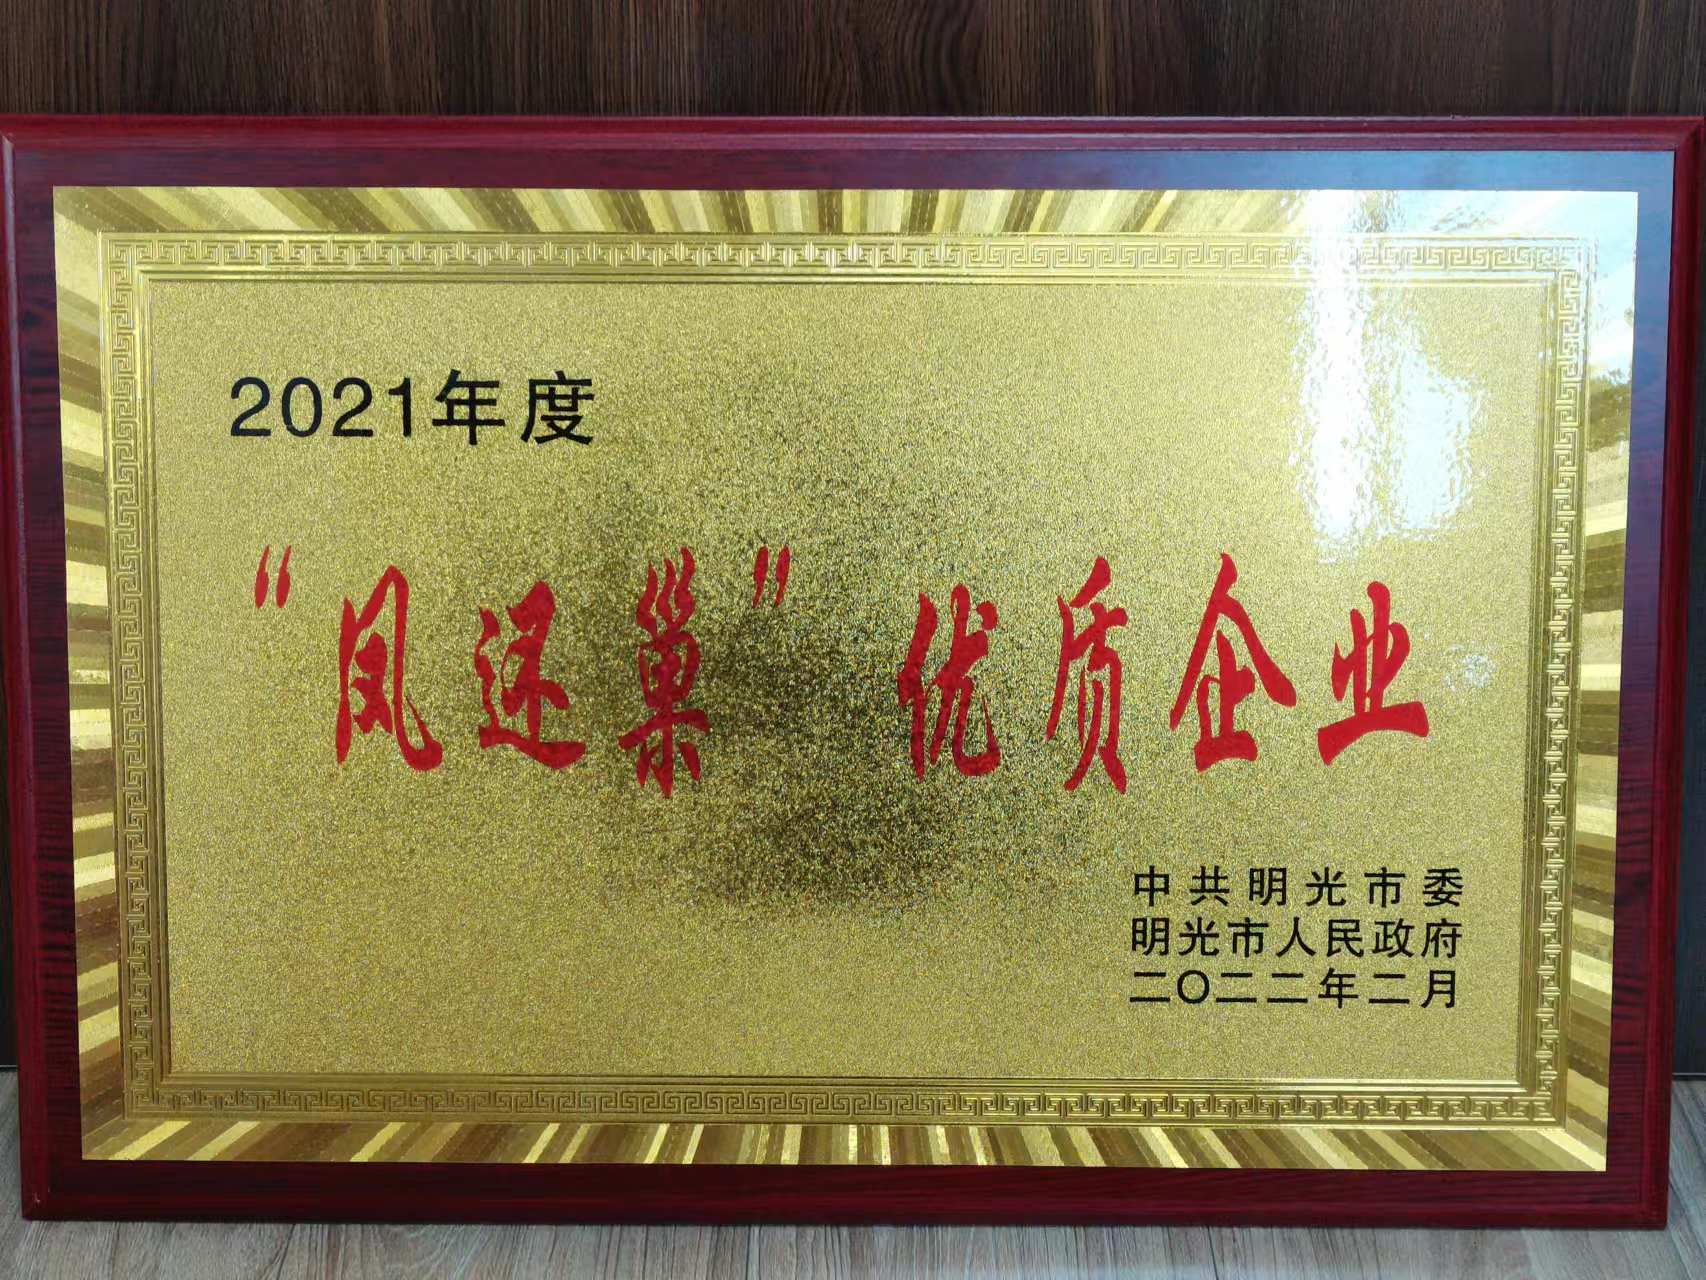 2021年度
“凤还巢”优质企业
中共明光市委
明光市人民政府
二〇二二年二月